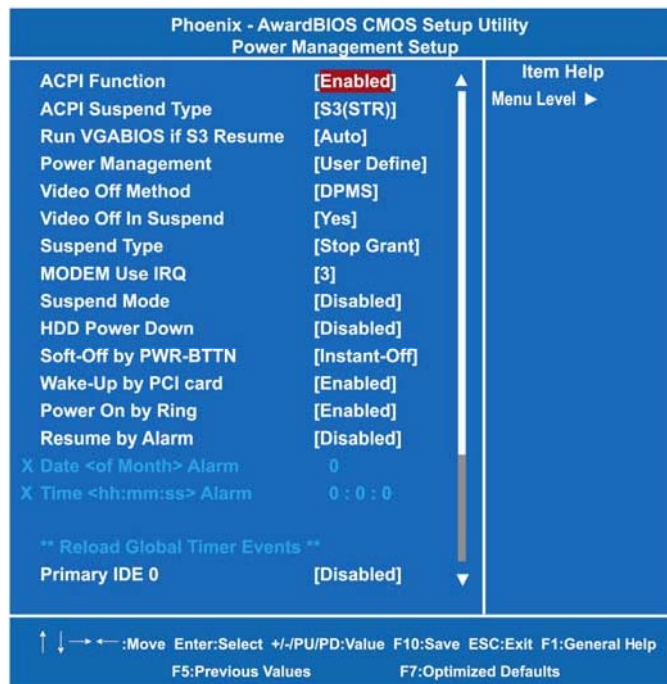 Phoenix - AwardBIOS CMOS Setup Utility
Power Management Setup
ACPI Function [Enabled]
ACPI Suspend Type [S3(STR)]
Run VGABIOS if S3 Resume [Auto]
Power Management [User Define]
Video Off Method [DPMS]
Video Off In Suspend [Yes]
Suspend Type [Stop Grant]
MODEM Use IRQ [3]
Suspend Mode [Disabled]
HDD Power Down [Disabled]
Soft-Off by PWR-BTTN [Instant-Off]
Wake-Up by PCI card [Enabled]
Power On by Ring [Enabled]
Resume by Alarm [Disabled]
X Date <of Month> Alarm 0
X Time <hh:mm:ss> Alarm 0 : 0 : 0
** Reload Global Timer Events **
Primary IDE 0 [Disabled]
Item Help
Menu Level ►
↑ ↓ → ← :Move Enter:Select +/-/PU/PD:Value F10:Save ESC:Exit F1:General Help
F5:Previous Values F7:Optimized Defaults